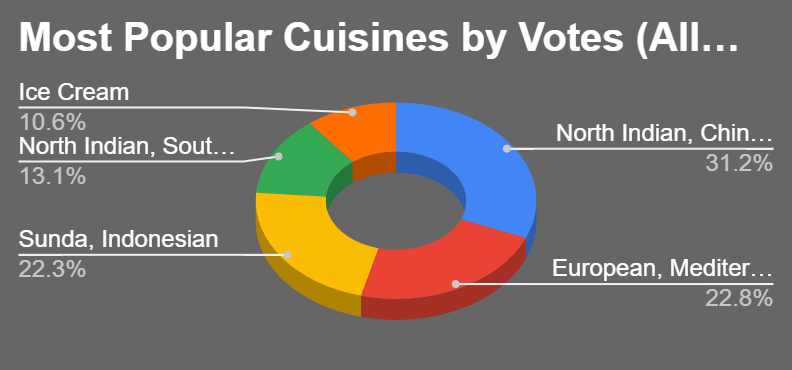 Most Popular Cuisines by Votes (All…
Ice Cream
10.6%
North Indian, Sout…
13.1%
Sunda, Indonesian
22.3%
North Indian, Chin…
31.2%
European, Mediter…
22.8%